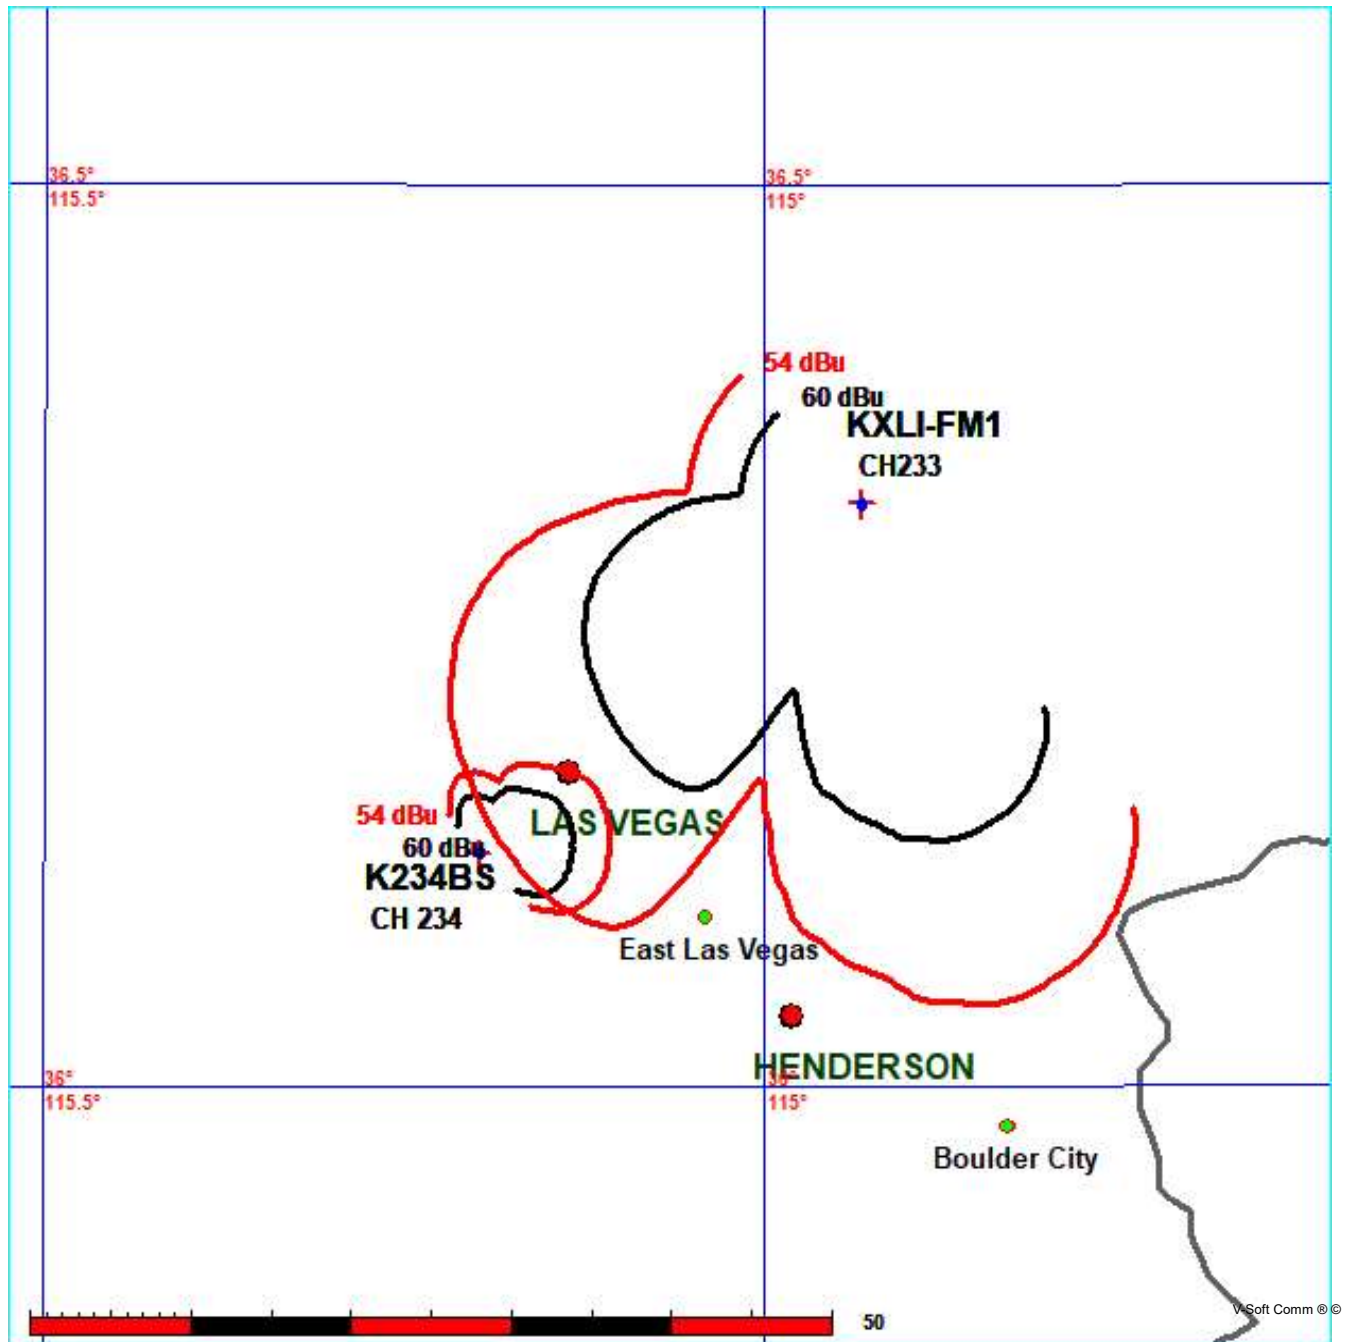 36.5°
115.5°
36.5°
115°
54 dBu
60 dBu
KXLI-FM1
CH233
54 dBu
LAS VEGAS
60 dBu
K234BS
CH 234
East Las Vegas
HENDERSON
36°
115.5°
36°
115°
Boulder City
50
V-Soft Comm ® ©